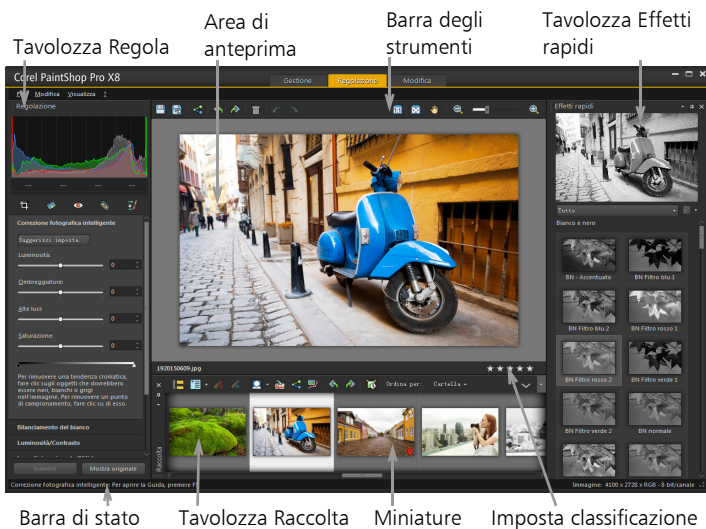 Tavolozza Regola
Area di
anteprima
Barra degli
strumenti
Tavolozza Effetti
rapidi
Corel PaintShop Pro X8
Gestione
Regolazione
Modifica
File Modifica Visualizza ?
Regolazione
Correzione fotografica intelligente
Suggerisci imposta...
Luminosità:
0
Ombreggiature:
0
Alte luci:
0
Saturazione:
0
Per rimuovere una tendenza cromatica,
fare clic sugli oggetti che dovrebbero
essere neri, bianchi o grigi
nell'immagine. Per rimuovere un punto
di campionamento, fare clic su di esso.
Bilanciamento del bianco
Luminosità/Contrasto
Indietro
Mostra originale
1920150609.jpg
Ordina per:
Cartella
Raccolta
Effetti rapidi
Tutto
Bianco e nero
BN - Accentuato
BN Filtro blu 1
BN Filtro blu 2
BN Filtro rosso 1
BN Filtro rosso 2
BN Filtro verde 1
BN Filtro verde 2
BN normale
Correzione fotografica intelligente: Per aprire la Guida, premere F1
Immagine: 4100 x 2728 x RGB - 8 bit/canale
Barra di stato
Tavolozza Raccolta
Miniature
Imposta classificazione